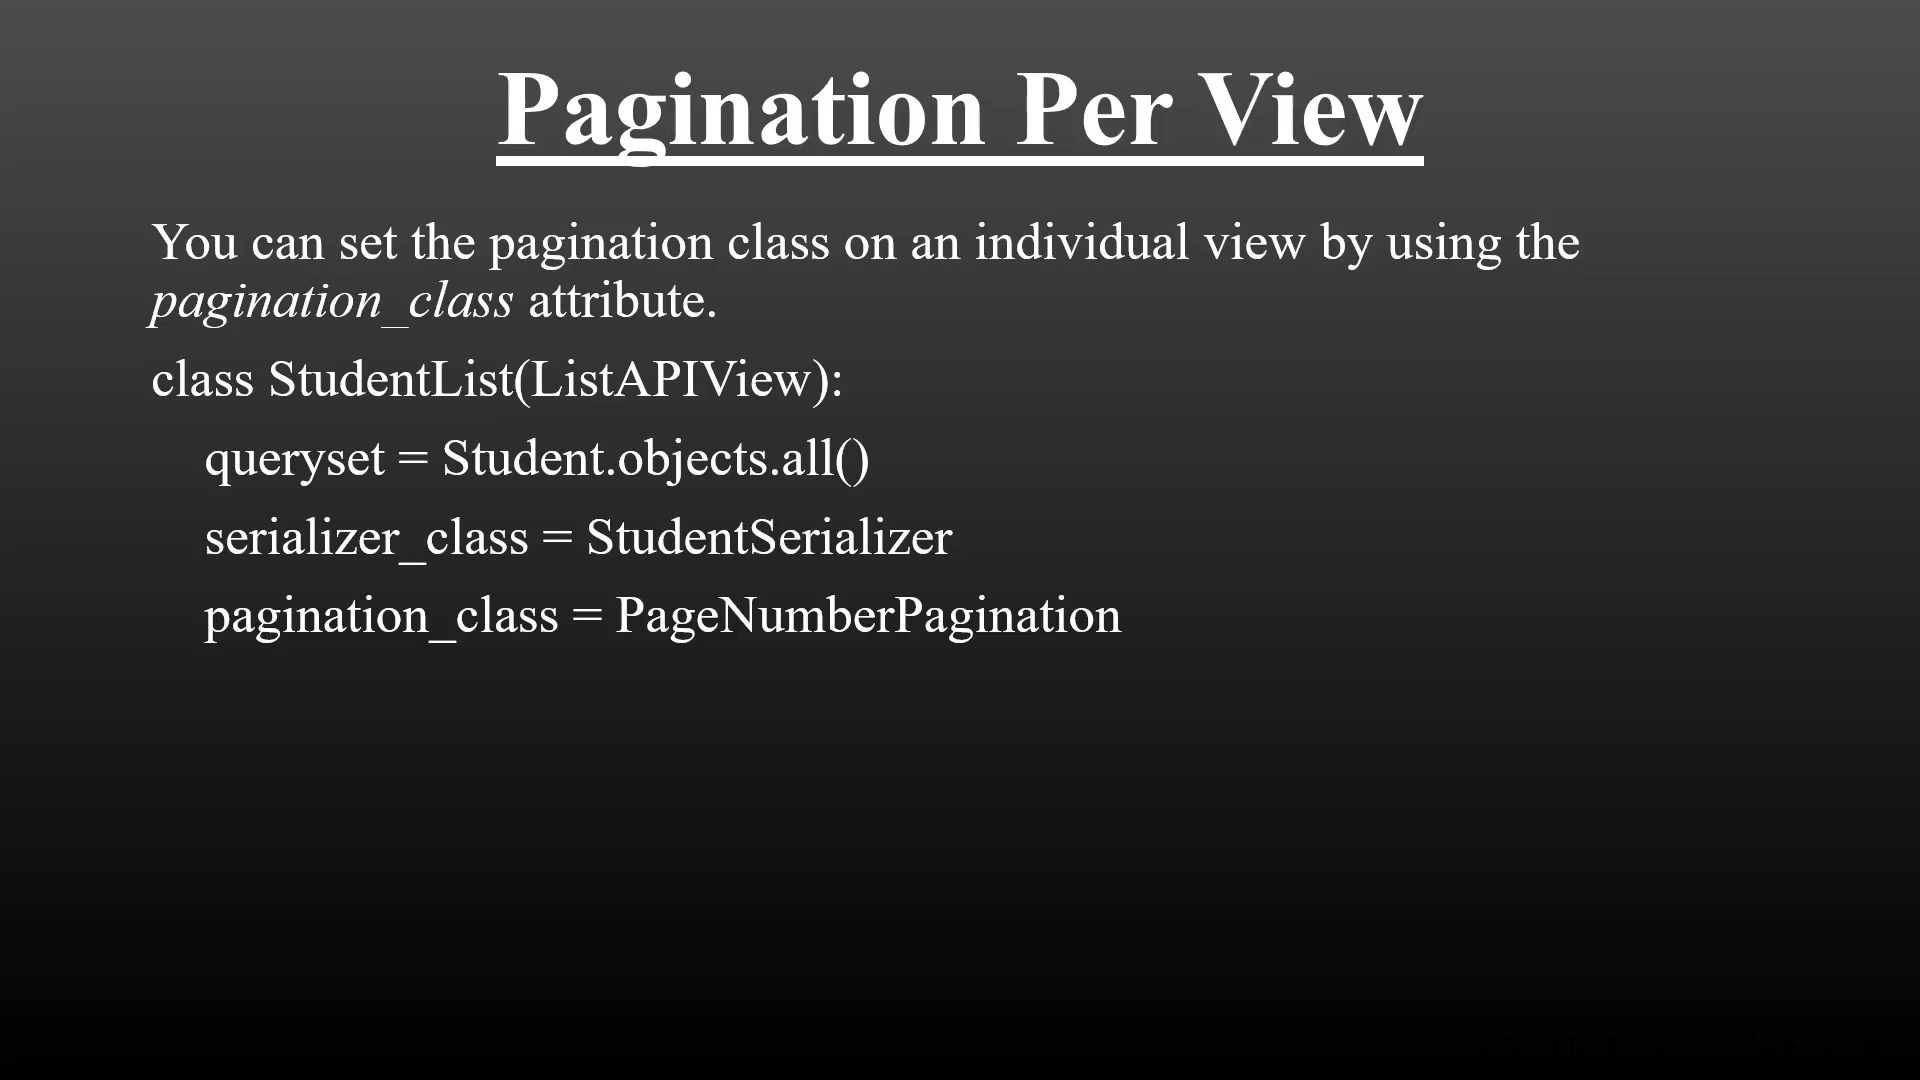 Pagination Per View
You can set the pagination class on an individual view by using the
pagination_class attribute.
class StudentList(ListAPIView):
queryset = Student.objects.all()
serializer_class = StudentSerializer
pagination_class = PageNumberPagination